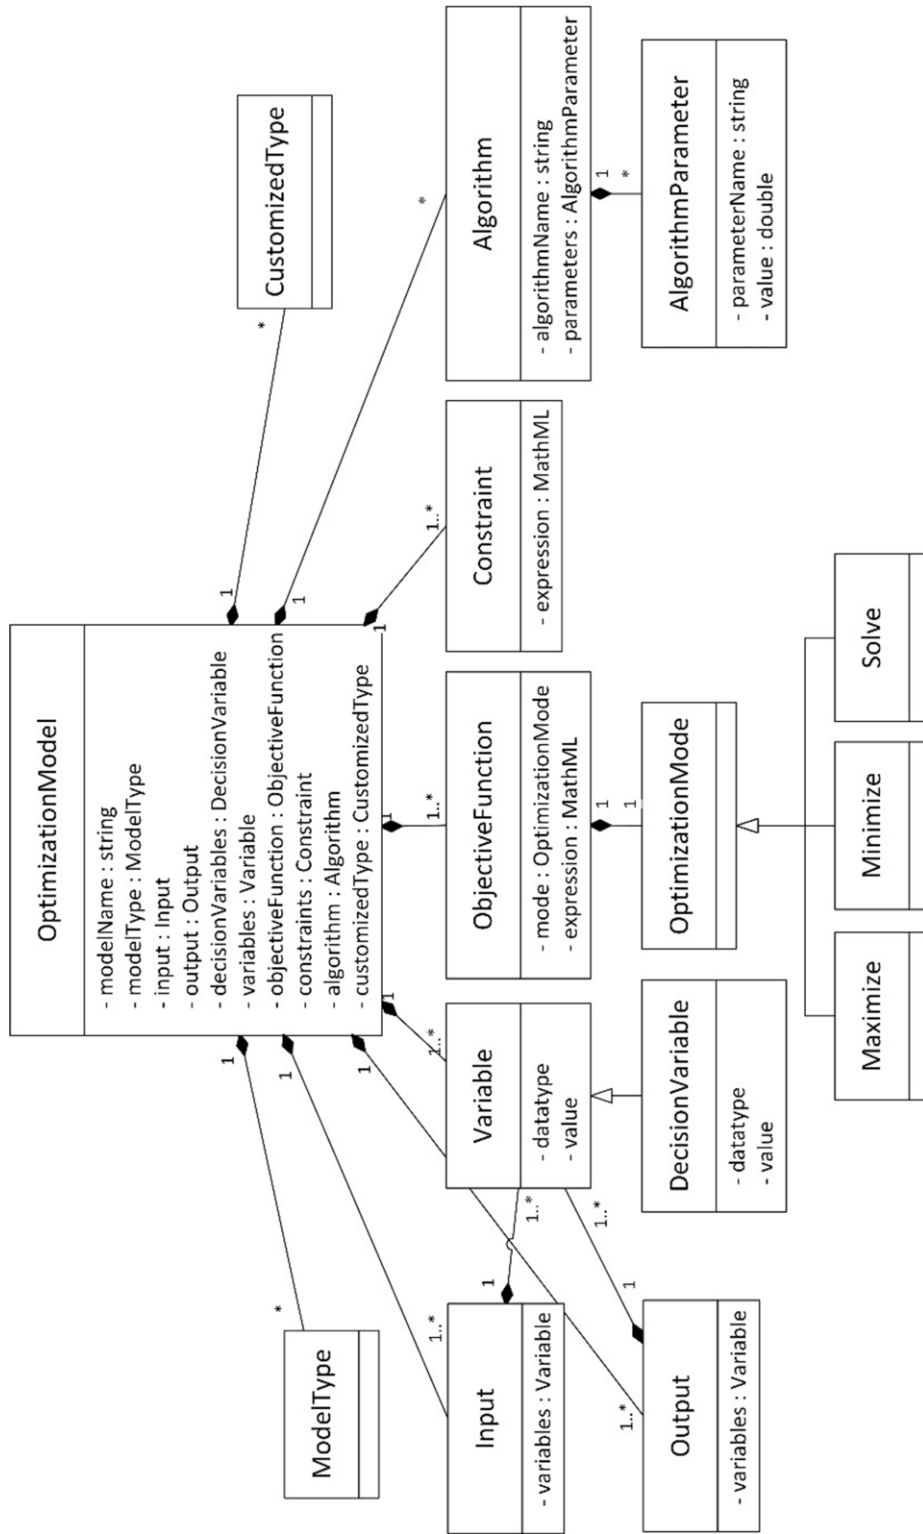 OptimizationModel
- modelName : string
- modelType : ModelType
- input : Input
- output : Output
- decisionVariables : DecisionVariable
- variables : Variable
- objectiveFunction : ObjectiveFunction
- constraints : Constraint
- algorithm : Algorithm
- customizedType : CustomizedType
1
1
1
1
1
1
1
1
*
ModelType
*
CustomizedType
1..*
Input
- variables : Variable
1
1..*
1..*
Variable
- datatype
- value
1..*
1..*
ObjectiveFunction
- mode : OptimizationMode
- expression : MathML
1..*
Constraint
- expression : MathML
*
Algorithm
- algorithmName : string
- parameters : AlgorithmParameter
1..*
Output
- variables : Variable
1
DecisionVariable
- datatype
- value
1
1
OptimizationMode
1
*
AlgorithmParameter
- parameterName : string
- value : double
Maximize
Minimize
Solve